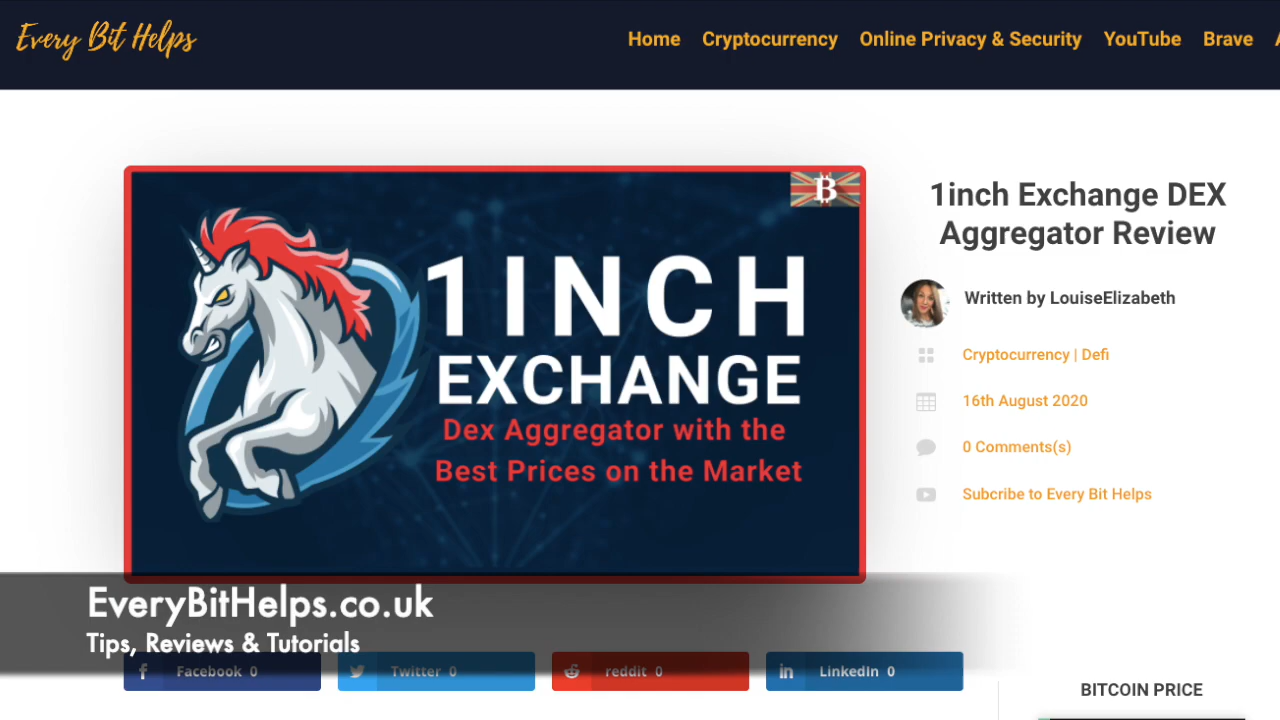 Every Bit Helps
Home Cryptocurrency Online Privacy & Security YouTube Brave
B
1INCH
EXCHANGE
Dex Aggregator with the
Best Prices on the Market
1inch Exchange DEX
Aggregator Review
Written by LouiseElizabeth
Cryptocurrency | Defi
16th August 2020
0 Comments(s)
Subcribe to Every Bit Helps
EveryBitHelps.co.uk
Tips, Reviews & Tutorials
Facebook 0
Twitter 0
reddit 0
LinkedIn 0
BITCOIN PRICE